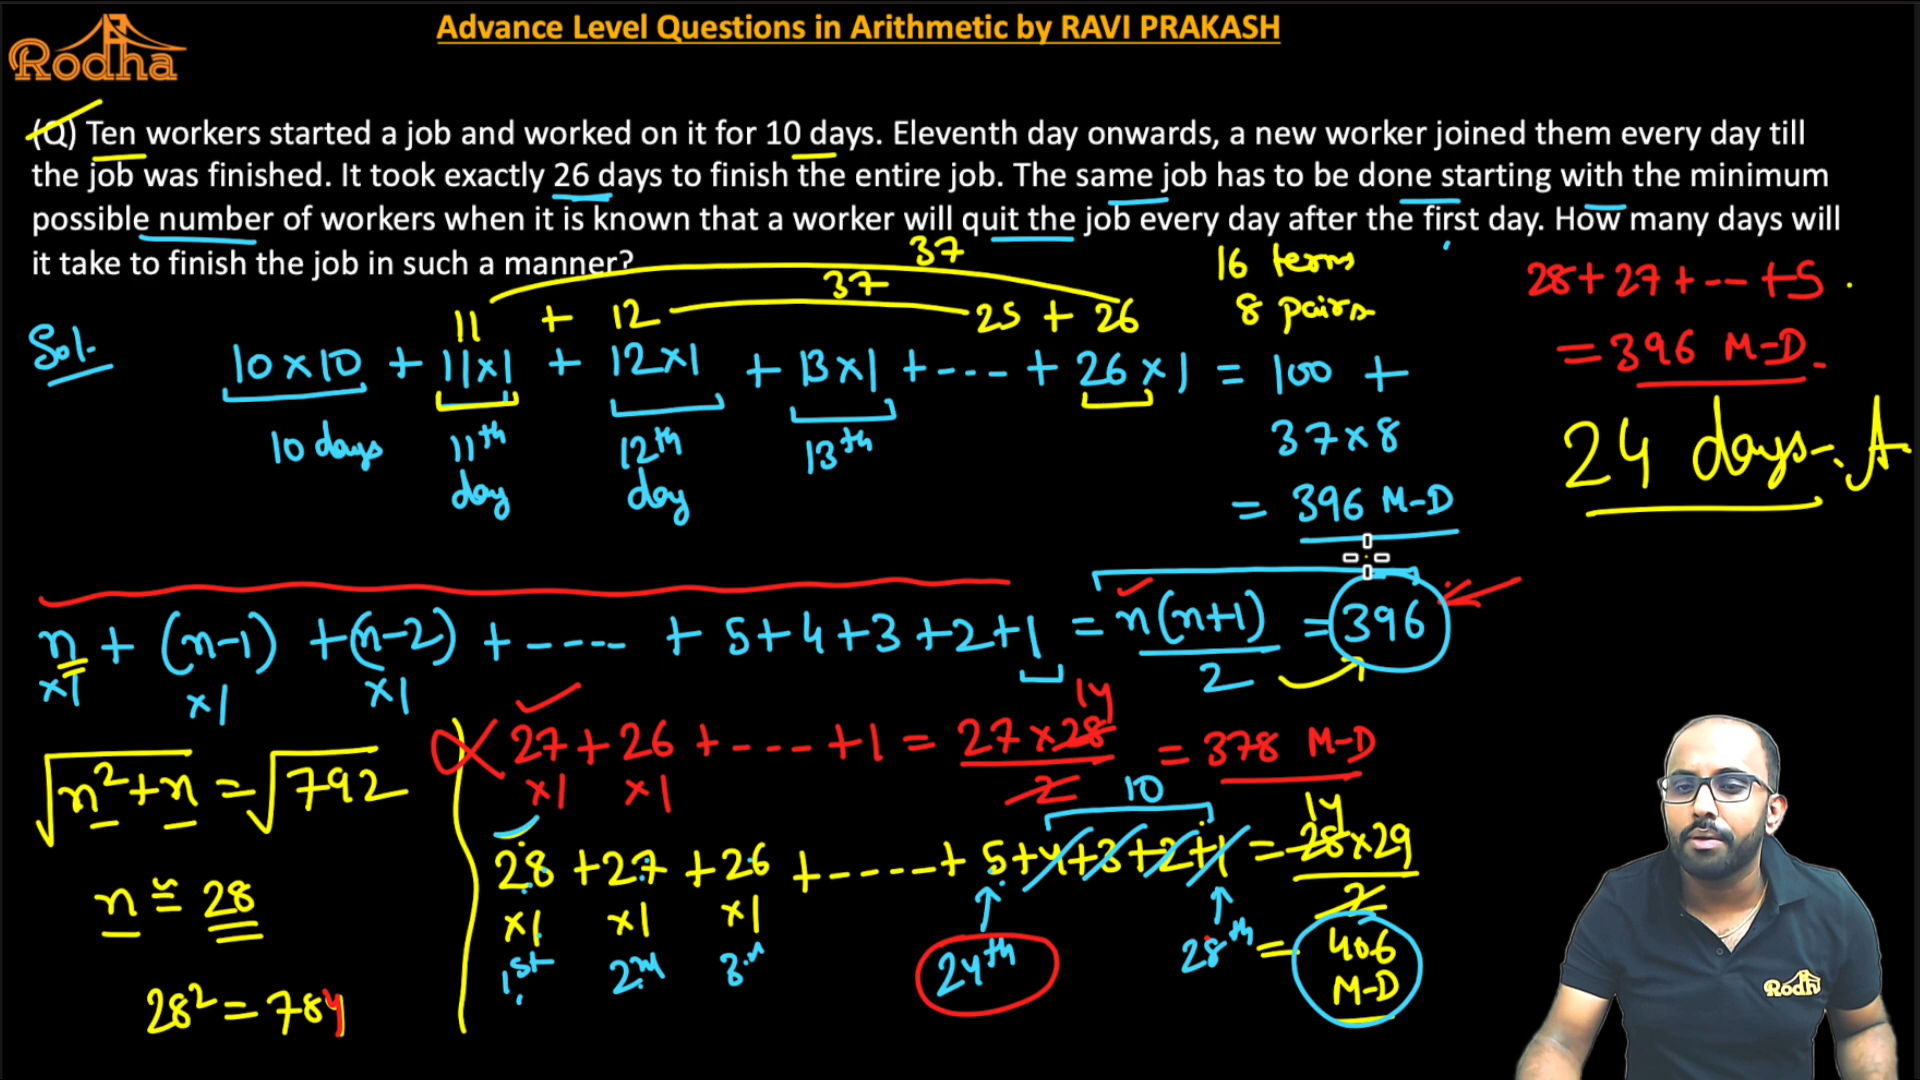 Advance Level Questions in Arithmetic by RAVI PRAKASH
Rodha
(Q) Ten workers started a job and worked on it for 10 days. Eleventh day onwards, a new worker joined them every day till
the job was finished. It took exactly 26 days to finish the entire job. The same job has to be done starting with the minimum
possible number of workers when it is known that a worker will quit the job every day after the first day. How many days will
it take to finish the job in such a manner?
37
37
16 terms
8 pairs
28+27+---+5
= 396 M-D
24 days. A
11 + 12 25 + 26
Sol.
10×10 + 11×1 + 12×1 + 13×1 + ---- + 26×1 = 100 +
37×8
= 396 M-D
10 days
11th day
12th day
13th
n + (n-1) + (n-2) + ---- + 5+4+3+2+1 = n(n+1)/2 = 396
×1 ×1 ×1
√n²+n = √792
n ≅ 28
28² = 784
27+26+---+1 = 27×28/2 = 378 M-D
14
×1 ×1
10
28+27+26+----+5+4+3+2+1 = 28×29/2
14
×1 ×1 ×1
1st 2nd 3rd
24th
28th
= 406
M-D
Rodha